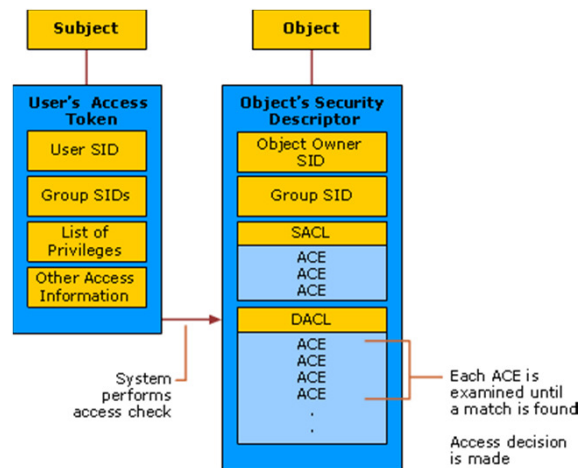 Subject
User's Access
Token
User SID
Group SIDs
List of
Privileges
Other Access
Information
System
performs
access check
Object
Object's Security
Descriptor
Object Owner
SID
Group SID
SACL
ACE
ACE
ACE
DACL
ACE
ACE
ACE
ACE
.
.
Each ACE is
examined until
a match is found
Access decision
is made